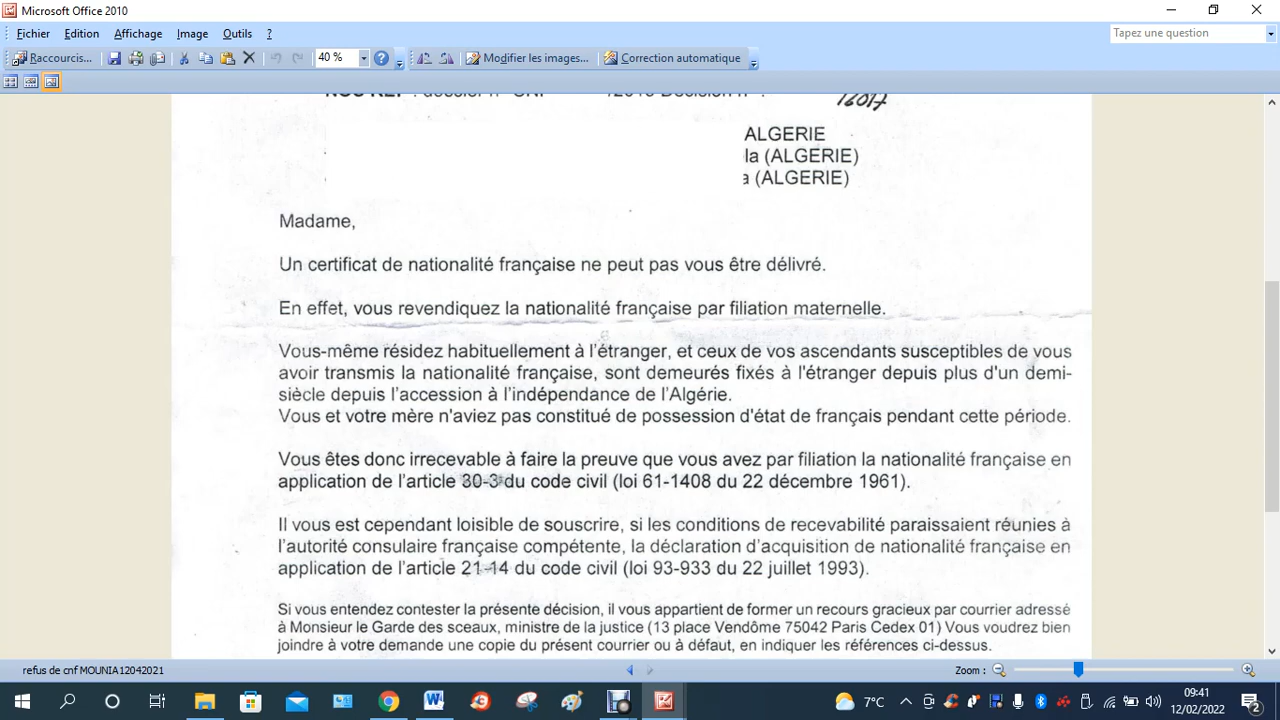 Microsoft Office 2010
Fichier Edition Affichage Image Outils ?
Tapez une question
Raccourcis... 40 % Modifier les images... Correction automatique
ALGERIE
la (ALGERIE)
a (ALGERIE)
Madame,
Un certificat de nationalité française ne peut pas vous être délivré.
En effet, vous revendiquez la nationalité française par filiation maternelle.
Vous-même résidez habituellement à l'étranger, et ceux de vos ascendants susceptibles de vous
avoir transmis la nationalité française, sont demeurés fixés à l'étranger depuis plus d'un demi-
siècle depuis l'accession à l'indépendance de l'Algérie.
Vous et votre mère n'aviez pas constitué de possession d'état de français pendant cette période.
Vous êtes donc irrecevable à faire la preuve que vous avez par filiation la nationalité française en
application de l'article 30-3 du code civil (loi 61-1408 du 22 décembre 1961).
Il vous est cependant loisible de souscrire, si les conditions de recevabilité paraissaient réunies à
l'autorité consulaire française compétente, la déclaration d'acquisition de nationalité française en
application de l'article 21-14 du code civil (loi 93-933 du 22 juillet 1993).
Si vous entendez contester la présente décision, il vous appartient de former un recours gracieux par courrier adressé
à Monsieur le Garde des sceaux, ministre de la justice (13 place Vendôme 75042 Paris Cedex 01) Vous voudrez bien
joindre à votre demande une copie du présent courrier ou à défaut, en indiquer les références ci-dessus.
refus de cnf MOUNIA12042021
Zoom :
7°C
09:41
12/02/2022
2